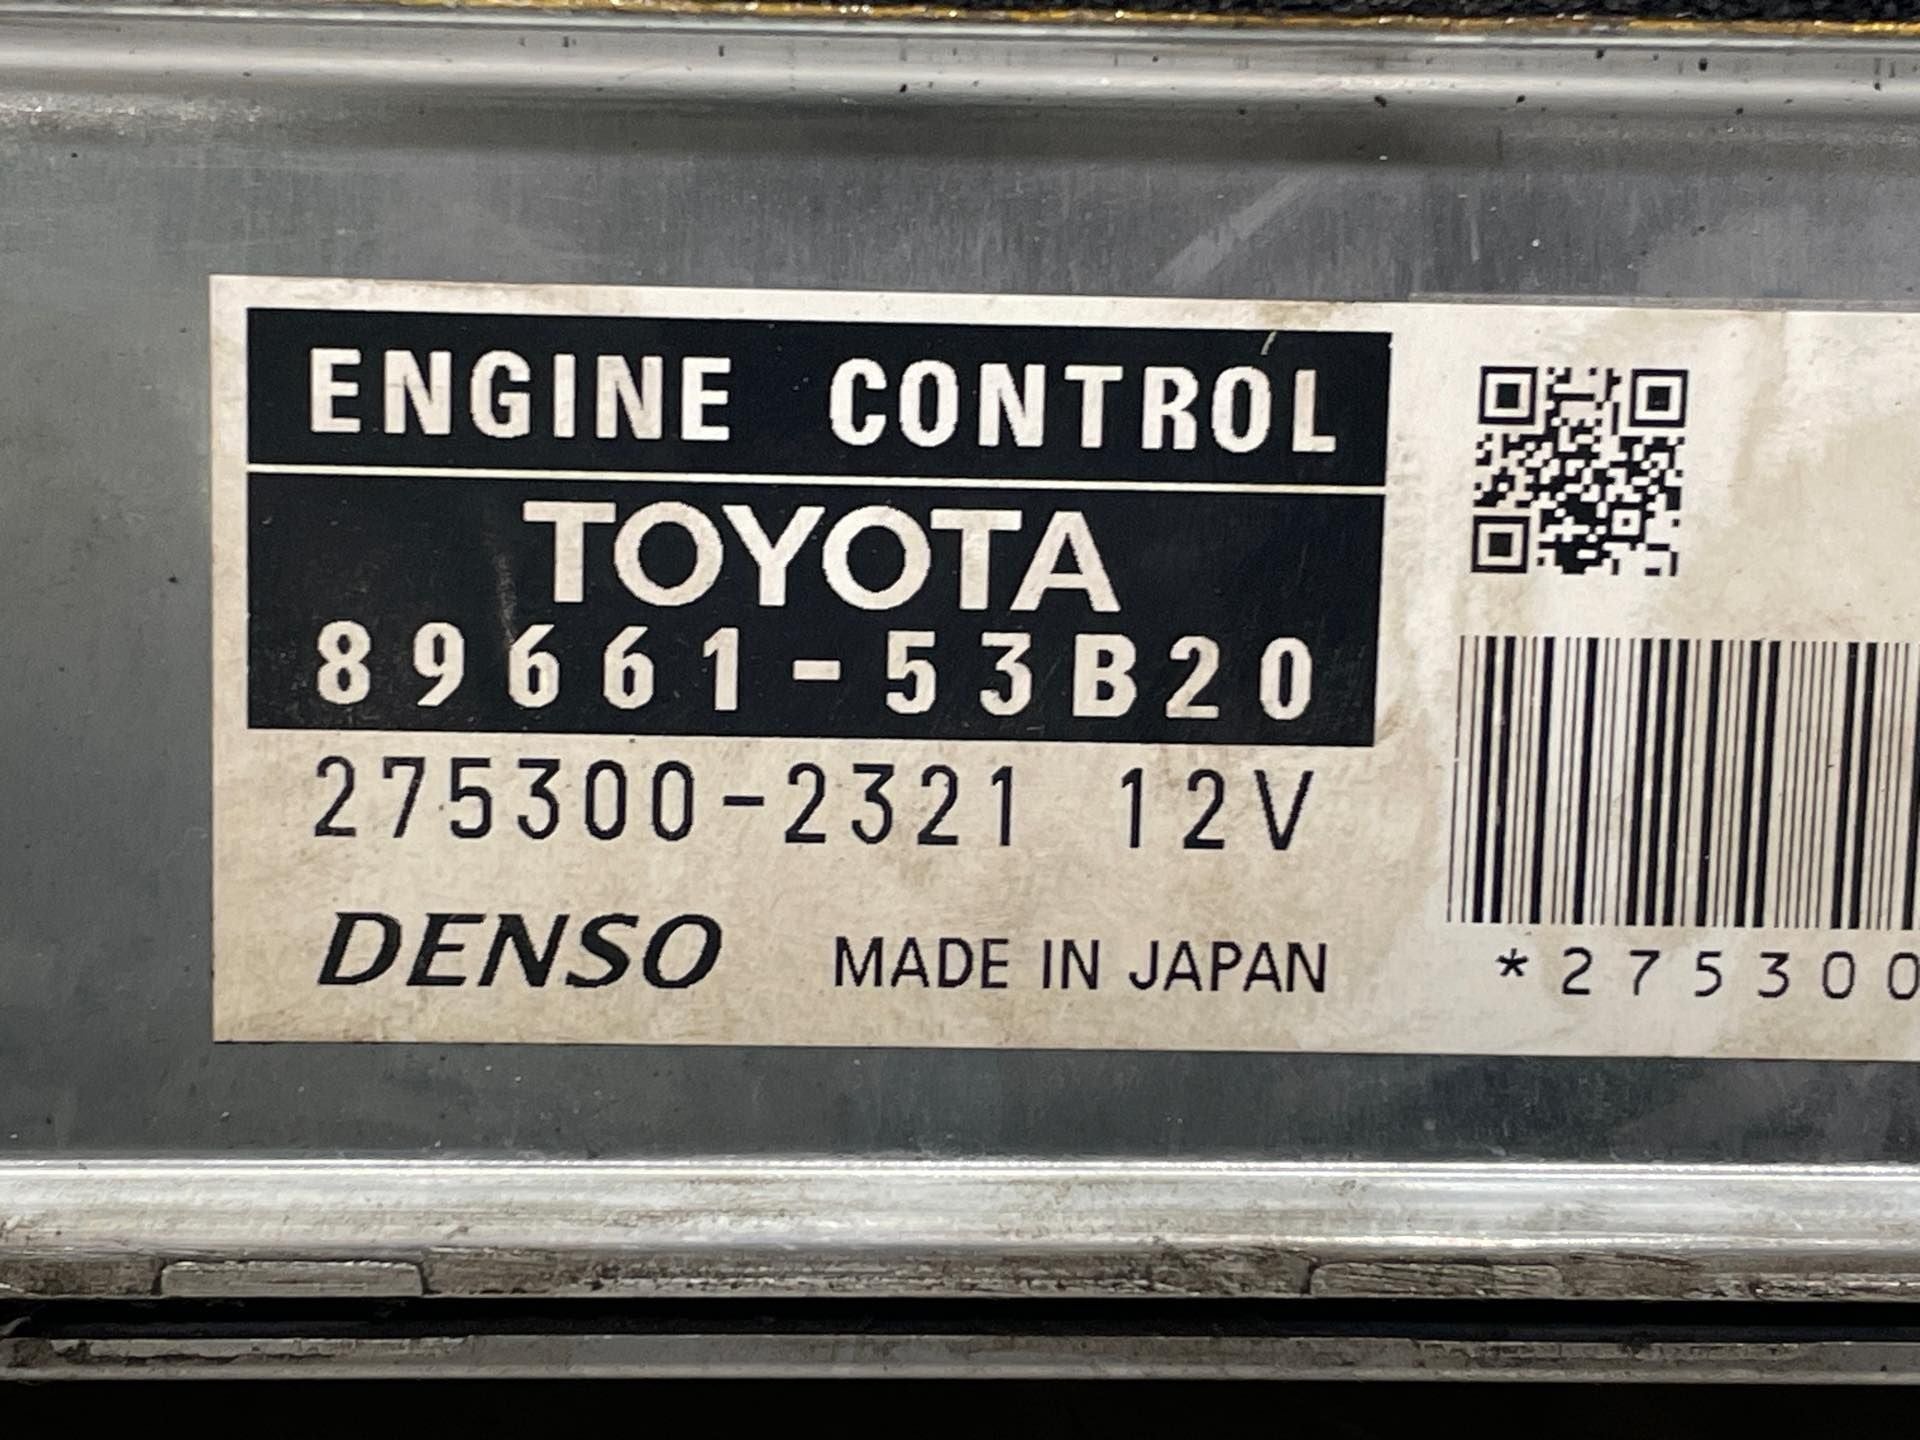 ENGINE CONTROL
TOYOTA
89661-53B20
275300-2321 12V
DENSO MADE IN JAPAN
*275300